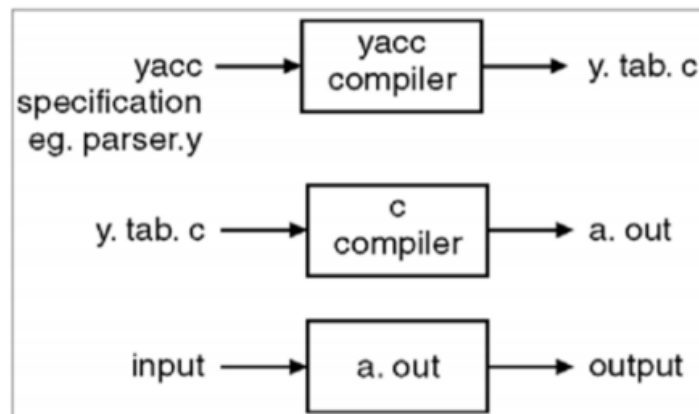 yacc
specification
eg. parser.y
yacc
compiler
y. tab. c
y. tab. c
c
compiler
a. out
input
a. out
output